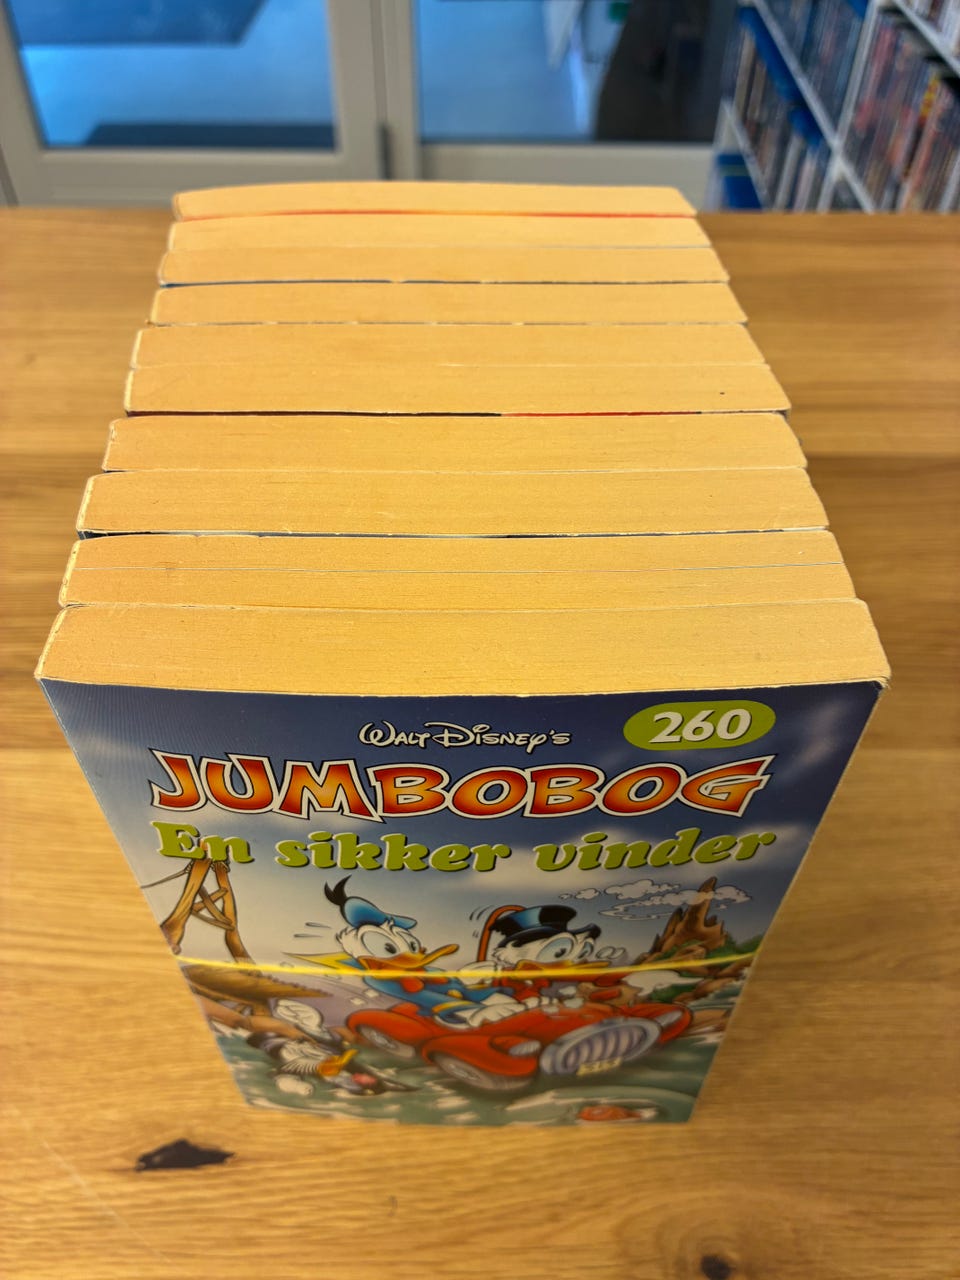 WALT DISNEY'S
260
JUMBOBOG
En sikker vinder